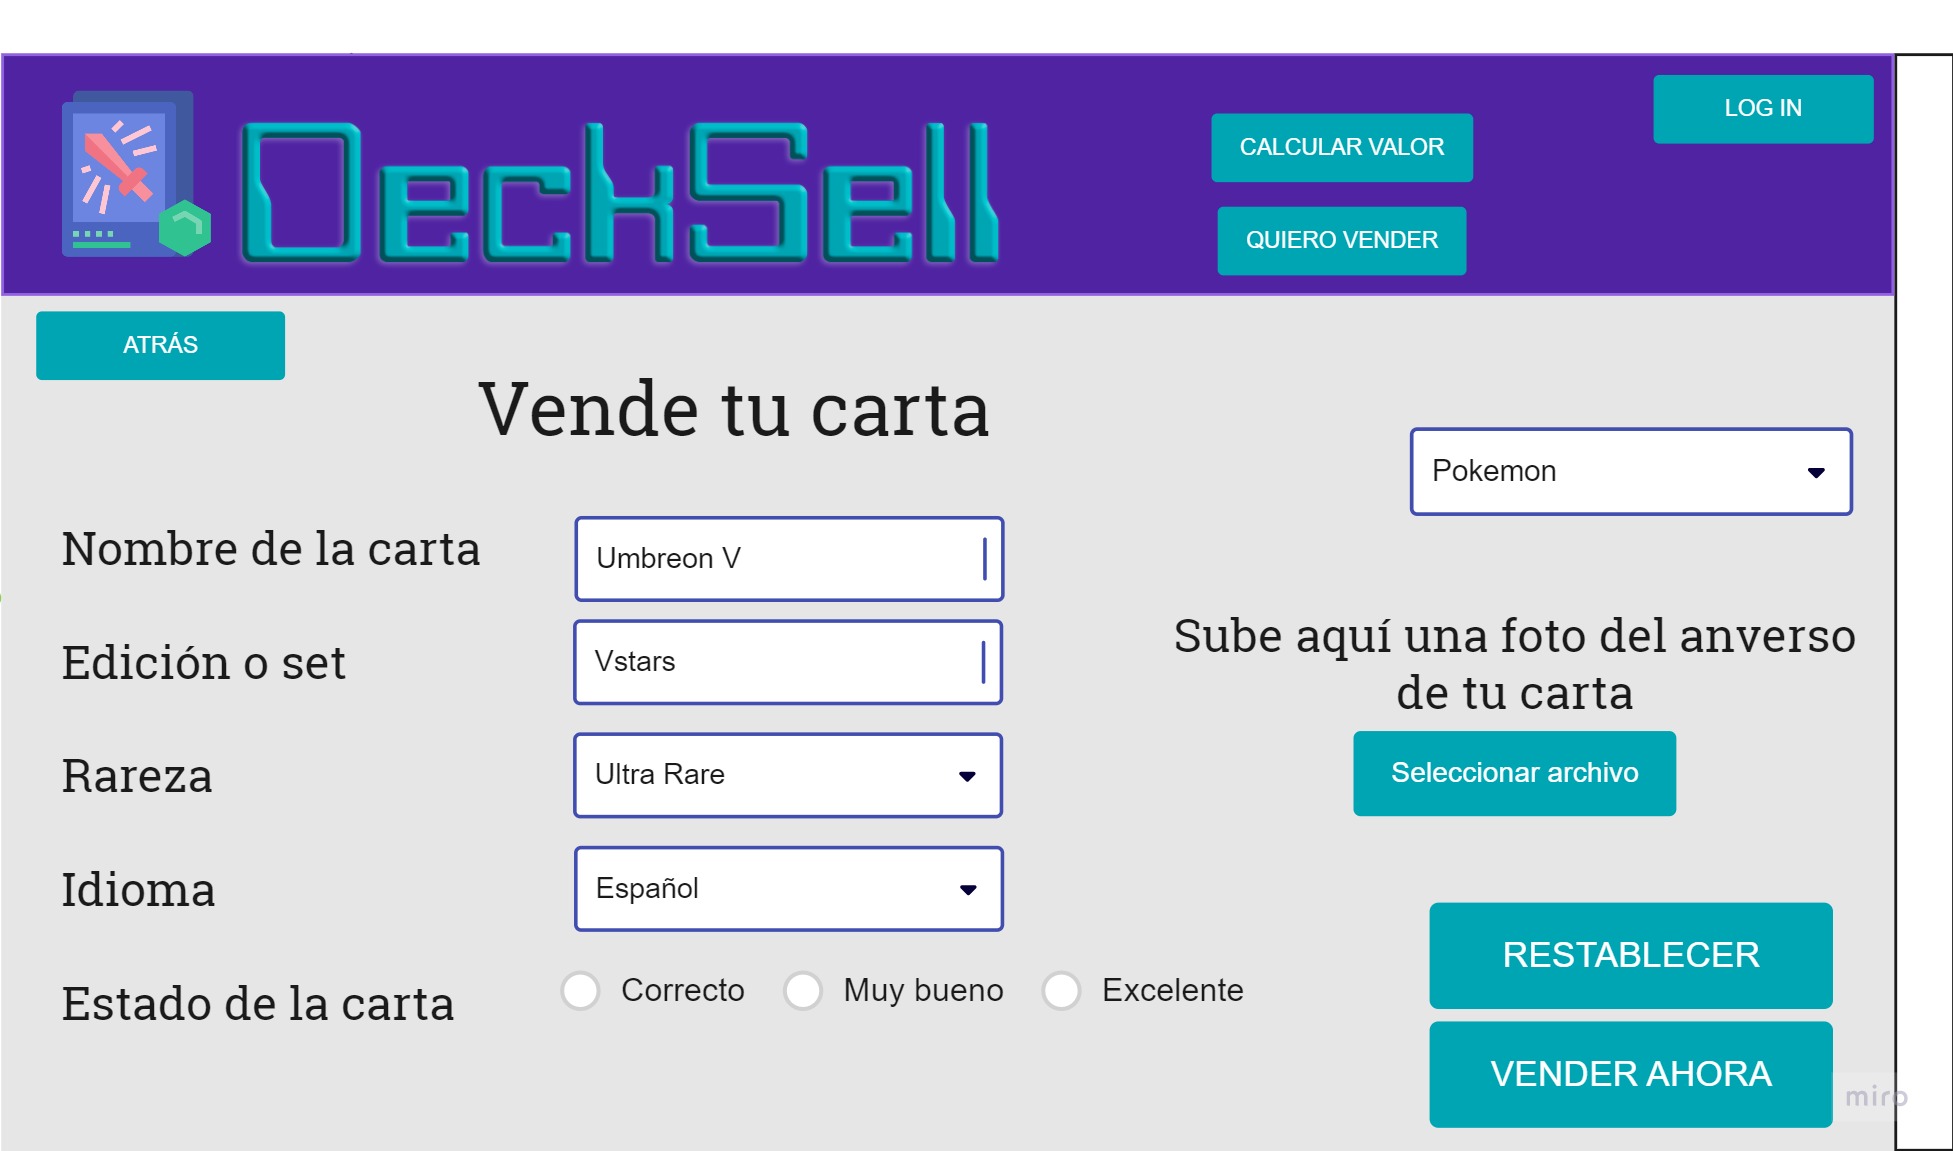 DeckSell
LOG IN
CALCULAR VALOR
QUIERO VENDER
ATRÁS
Vende tu carta
Pokemon
Nombre de la carta
Umbreon V
Edición o set
Vstars
Rareza
Ultra Rare
Idioma
Español
Estado de la carta
Correcto
Muy bueno
Excelente
Sube aquí una foto del anverso
de tu carta
Seleccionar archivo
RESTABLECER
VENDER AHORA
miro